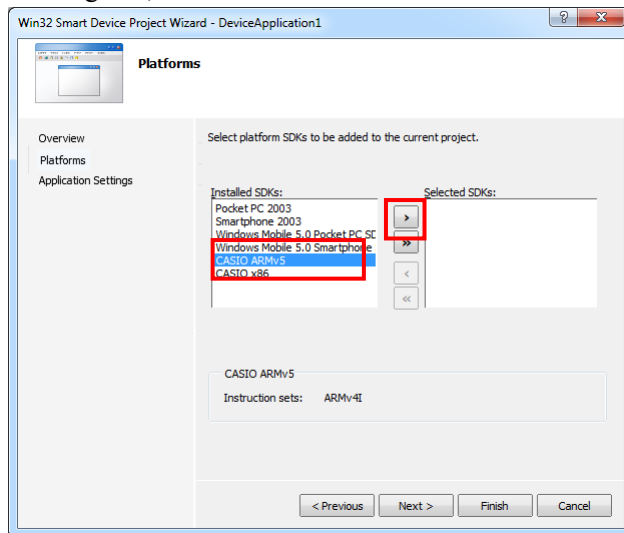 Win32 Smart Device Project Wizard - DeviceApplication1
Platforms
Overview
Platforms
Application Settings
Select platform SDKs to be added to the current project.
Installed SDKs:
Selected SDKs:
Pocket PC 2003
Smartphone 2003
Windows Mobile 5.0 Pocket PC SD
Windows Mobile 5.0 Smartphone
CASIO ARMv5
CASIO x86
>
>>
<
<<
CASIO ARMv5
Instruction sets: ARMv4I
< Previous Next > Finish Cancel